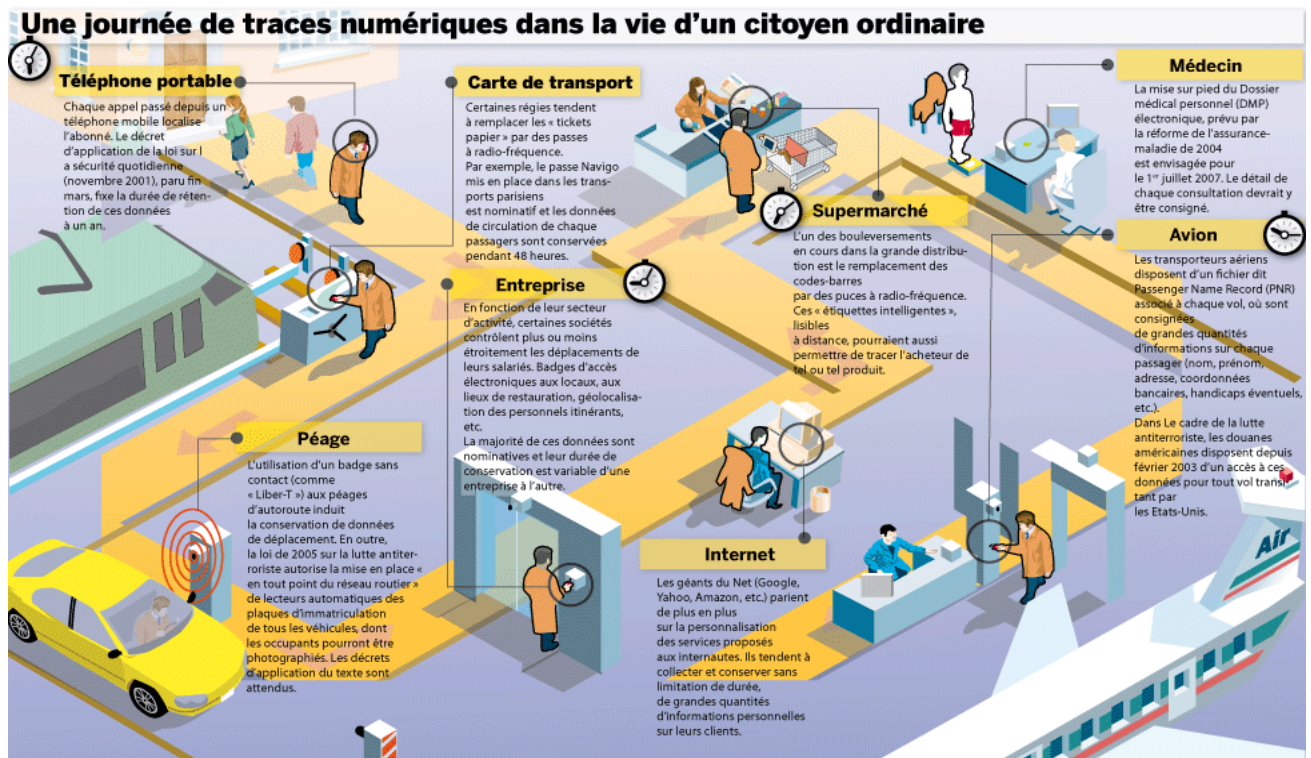 Une journée de traces numériques dans la vie d'un citoyen ordinaire
Téléphone portable
Chaque appel passé depuis un
téléphone mobile localise
l'abonné. Le décret
d'application de la loi sur l
a sécurité quotidienne
(novembre 2001), paru fin
mars, fixe la durée de réten-
tion de ces données
à un an.
Carte de transport
Certaines régies tendent
à remplacer les « tickets
papier » par des passes
à radio-fréquence.
Par exemple, le passe Navigo
mis en place dans les trans-
ports parisiens
est nominatif et les données
de circulation de chaque
passagers sont conservées
pendant 48 heures.
Entreprise
En fonction de leur secteur
d'activité, certaines sociétés
contrôlent plus ou moins
étroitement les déplacements de
leurs salariés. Badges d'accès
électroniques aux locaux, aux
lieux de restauration, géolocalisa-
tion des personnels itinérants,
etc.
La majorité de ces données sont
nominatives et leur durée de
conservation est variable d'une
entreprise à l'autre.
Péage
L'utilisation d'un badge sans
contact (comme
« Liber-T ») aux péages
d'autoroute induit
la conservation de données
de déplacement. En outre,
la loi de 2005 sur la lutte antiter-
roriste autorise la mise en place «
en tout point du réseau routier »
de lecteurs automatiques des
plaques d'immatriculation
de tous les véhicules, dont
les occupants pourront être
photographiés. Les décrets
d'application du texte sont
attendus.
Supermarché
L'un des bouleversements
en cours dans la grande distribu-
tion est le remplacement des
codes-barres
par des puces à radio-fréquence.
Ces « étiquettes intelligentes »,
lisibles
à distance, pourraient aussi
permettre de tracer l'acheteur de
tel ou tel produit.
Internet
Les géants du Net (Google,
Yahoo, Amazon, etc.) parient
de plus en plus
sur la personnalisation
des services proposés
aux internautes. Ils tendent à
collecter et conserver sans
limitation de durée,
de grandes quantités
d'informations personnelles
sur leurs clients.
Médecin
La mise sur pied du Dossier
médical personnel (DMP)
électronique, prévu par
la réforme de l'assurance-
maladie de 2004
est envisagée pour
le 1er juillet 2007. Le détail de
chaque consultation devrait y
être consigné.
Avion
Les transporteurs aériens
disposent d'un fichier dit
Passenger Name Record (PNR)
associé à chaque vol, où sont
consignées
de grandes quantités
d'informations sur chaque
passager (nom, prénom,
adresse, coordonnées
bancaires, handicaps éventuels,
etc.).
Dans Le cadre de la lutte
antiterroriste, les douanes
américaines disposent depuis
février 2003 d'un accès à ces
données pour tout vol transi-
tant par
les Etats-Unis.
Air